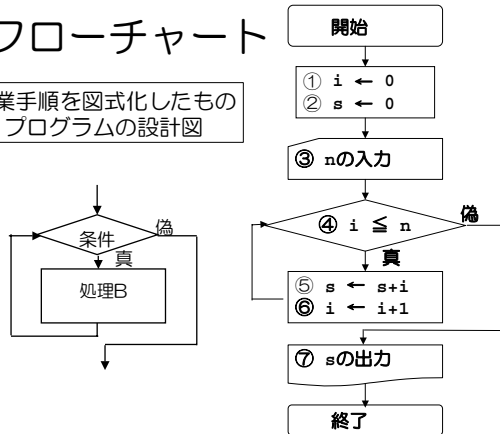 フローチャート
業手順を図式化したもの
プログラムの設計図
条件
偽
真
処理B
開始
① i ← 0
② s ← 0
③ nの入力
④ i ≦ n
偽
真
⑤ s ← s+i
⑥ i ← i+1
⑦ sの出力
終了